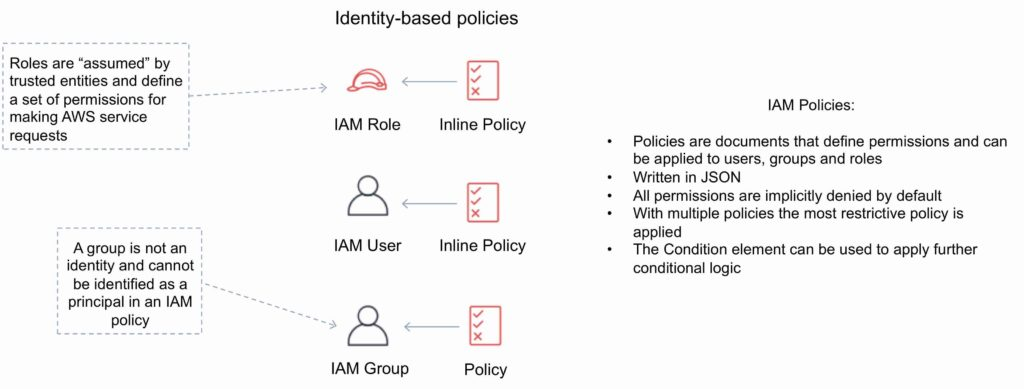 Identity-based policies
Roles are “assumed” by
trusted entities and define
a set of permissions for
making AWS service
requests
IAM Role
Inline Policy
IAM User
Inline Policy
A group is not an
identity and cannot
be identified as a
principal in an IAM
policy
IAM Group
Policy
IAM Policies:
• Policies are documents that define permissions and can
be applied to users, groups and roles
• Written in JSON
• All permissions are implicitly denied by default
• With multiple policies the most restrictive policy is
applied
• The Condition element can be used to apply further
conditional logic